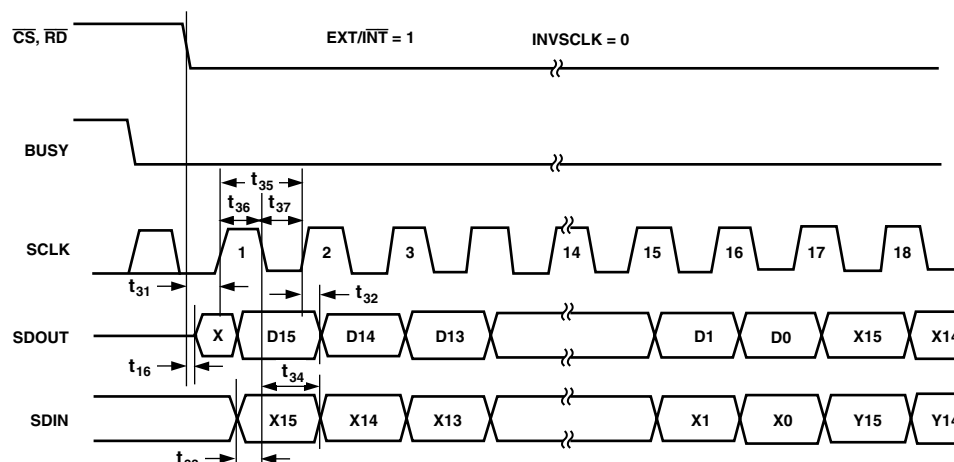 CS, RD
EXT/INT = 1
INVSCLK = 0
BUSY
t35
t36
t37
SCLK
1
2
3
14
15
16
17
18
t31
t32
SDOUT
X
D15
D14
D13
D1
D0
X15
X14
t16
t34
SDIN
X15
X14
X13
X1
X0
Y15
Y14